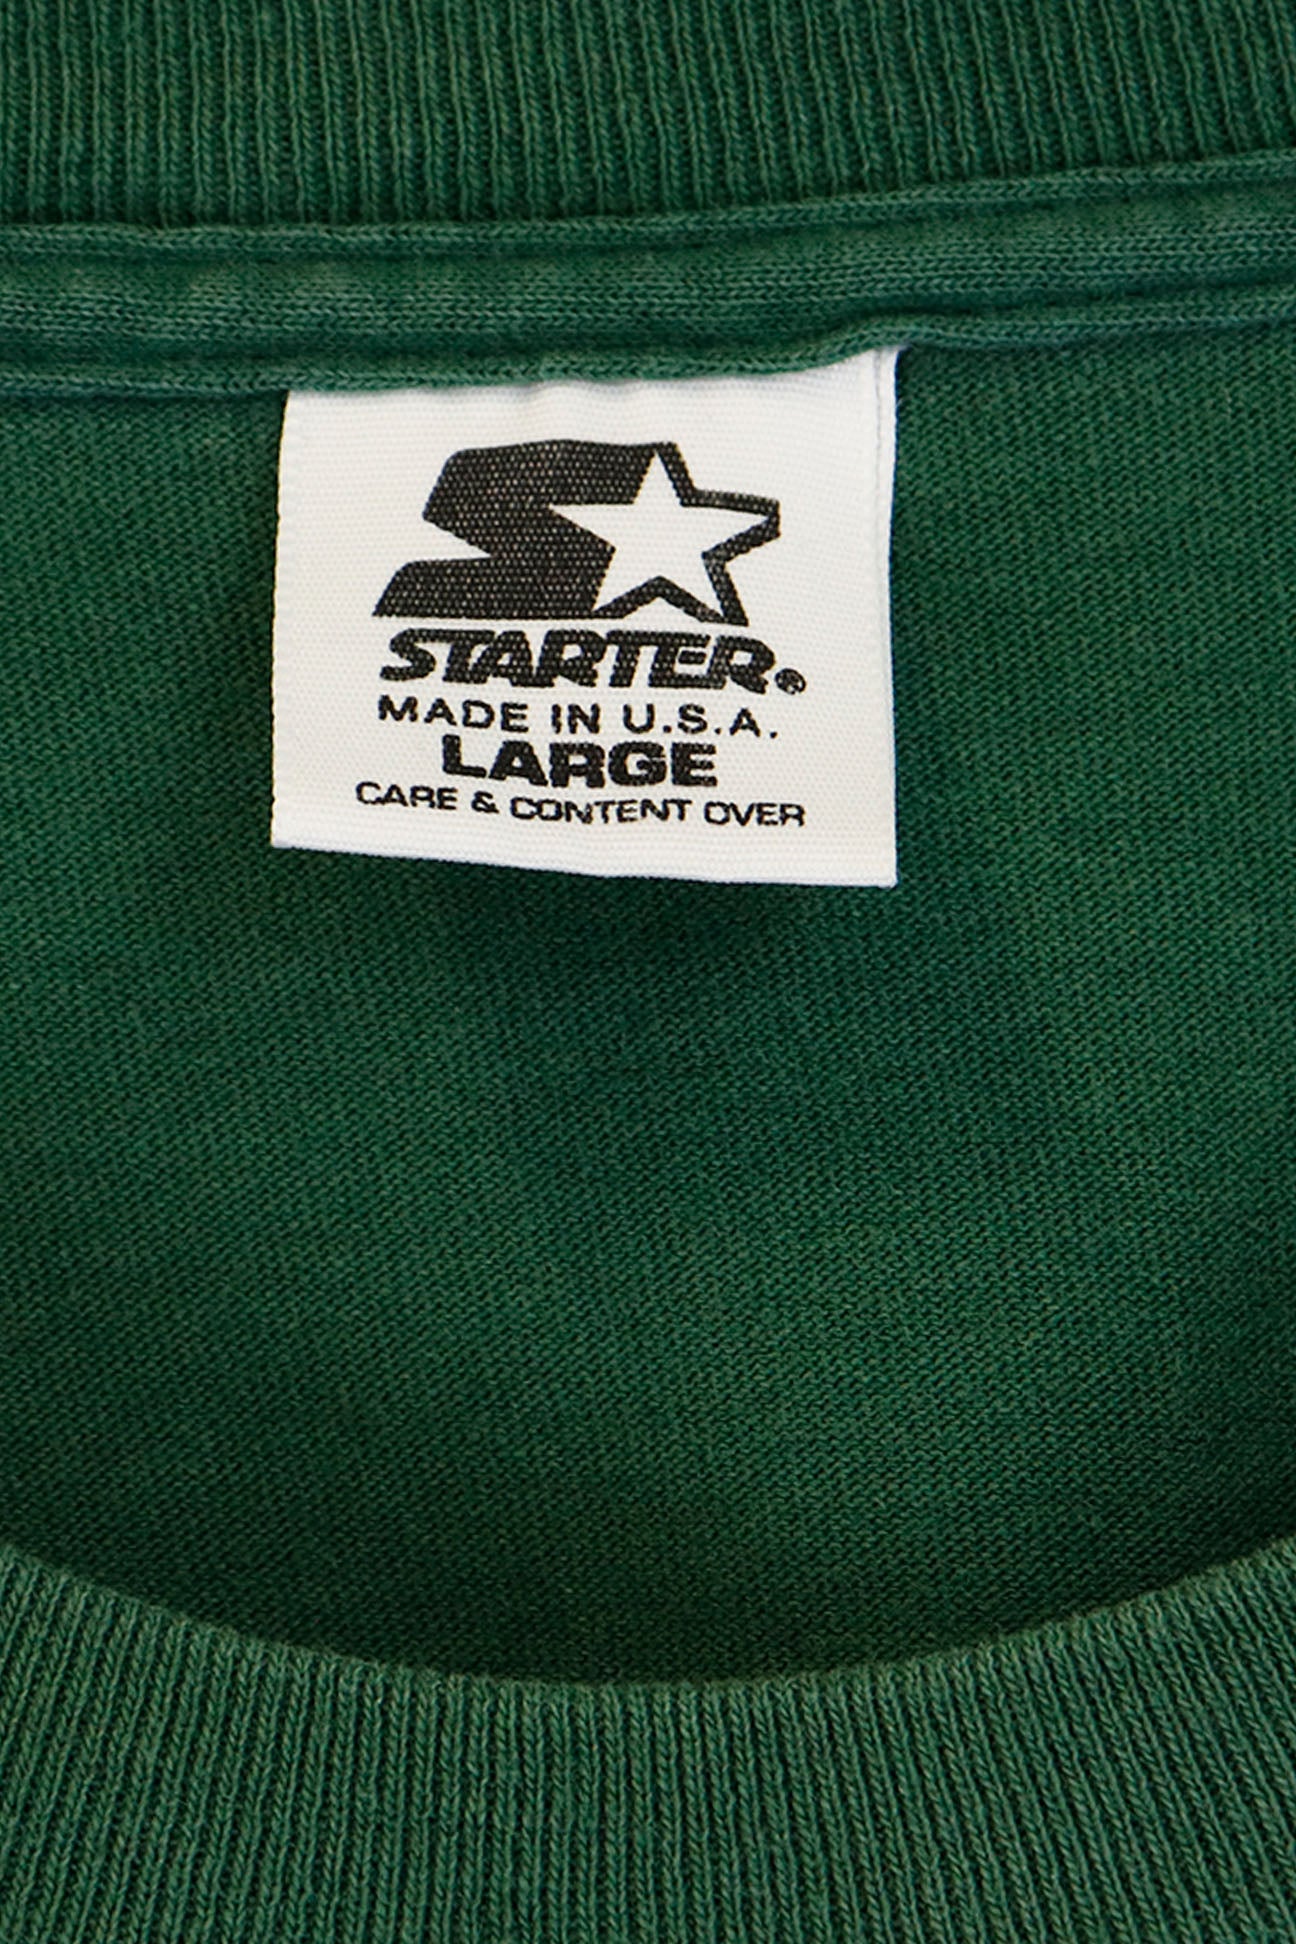 STARTER®
MADE IN U.S.A.
LARGE
CARE & CONTENT OVER